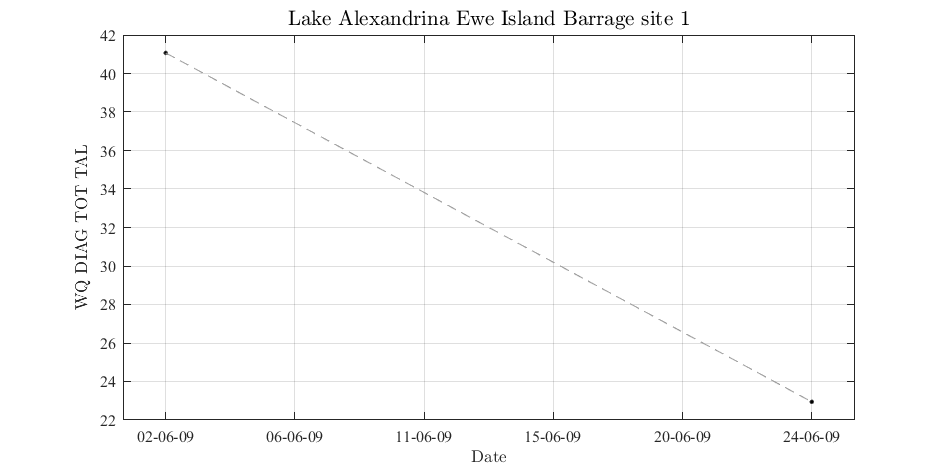 Lake Alexandrina Ewe Island Barrage site 1
42
40
38
36
34
32
30
28
26
24
22
WQ DIAG TOT TAL
02-06-09 06-06-09 11-06-09 15-06-09 20-06-09 24-06-09
Date